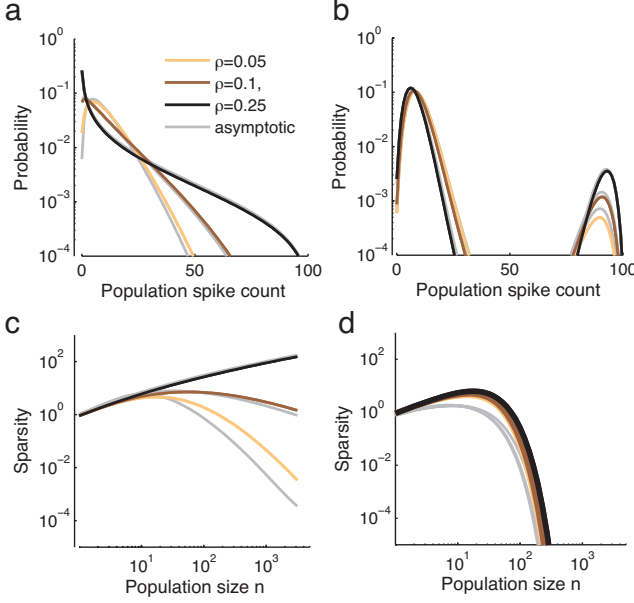 a
b
10^0
10^-1
10^-2
10^-3
10^-4
Probability
0
50
100
Population spike count
ρ=0.05
ρ=0.1,
ρ=0.25
asymptotic
10^0
10^-1
10^-2
10^-3
10^-4
Probability
0
50
100
Population spike count
c
d
10^2
10^0
10^-2
10^-4
Sparsity
10^1
10^2
10^3
Population size n
10^2
10^0
10^-2
10^-4
Sparsity
10^1
10^2
10^3
Population size n